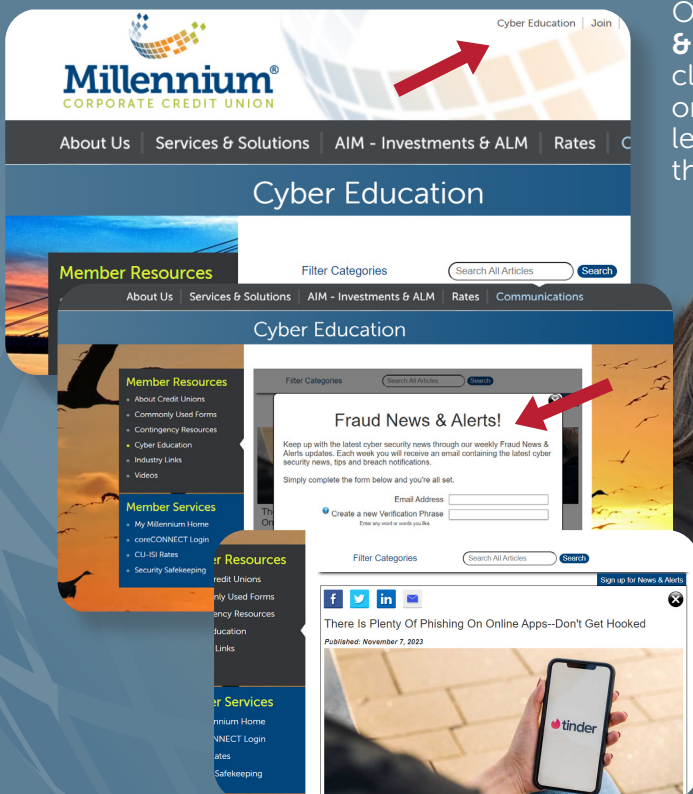 Cyber Education | Join |
Millennium®
CORPORATE CREDIT UNION
About Us | Services & Solutions | AIM - Investments & ALM | Rates | C
Cyber Education
Member Resources
Filter Categories
Search All Articles
Search
About Us | Services & Solutions | AIM - Investments & ALM | Rates | Communications
Cyber Education
Member Resources
About Credit Unions
Commonly Used Forms
Contingency Resources
Cyber Education
Industry Links
Videos
Member Services
My Millennium Home
coreCONNECT Login
CU-ISI Rates
Security Safekeeping
Filter Categories
Search All Articles
Search
Fraud News & Alerts!
Keep up with the latest cyber security news through our weekly Fraud News &
Alerts updates. Each week you will receive an email containing the latest cyber
security news, tips and breach notifications.
Simply complete the form below and you're all set.
Email Address
Create a new Verification Phrase
Enter any word or words you like
Th
On
er Resources
redit Unions
nly Used Forms
ency Resources
ducation
Links
er Services
nnium Home
NNECT Login
ates
Safekeeping
Filter Categories
Search All Articles
Search
Sign up for News & Alerts
f
in
There Is Plenty Of Phishing On Online Apps--Don't Get Hooked
Published: November 7, 2023
tinder
O
&
cl
or
le
th